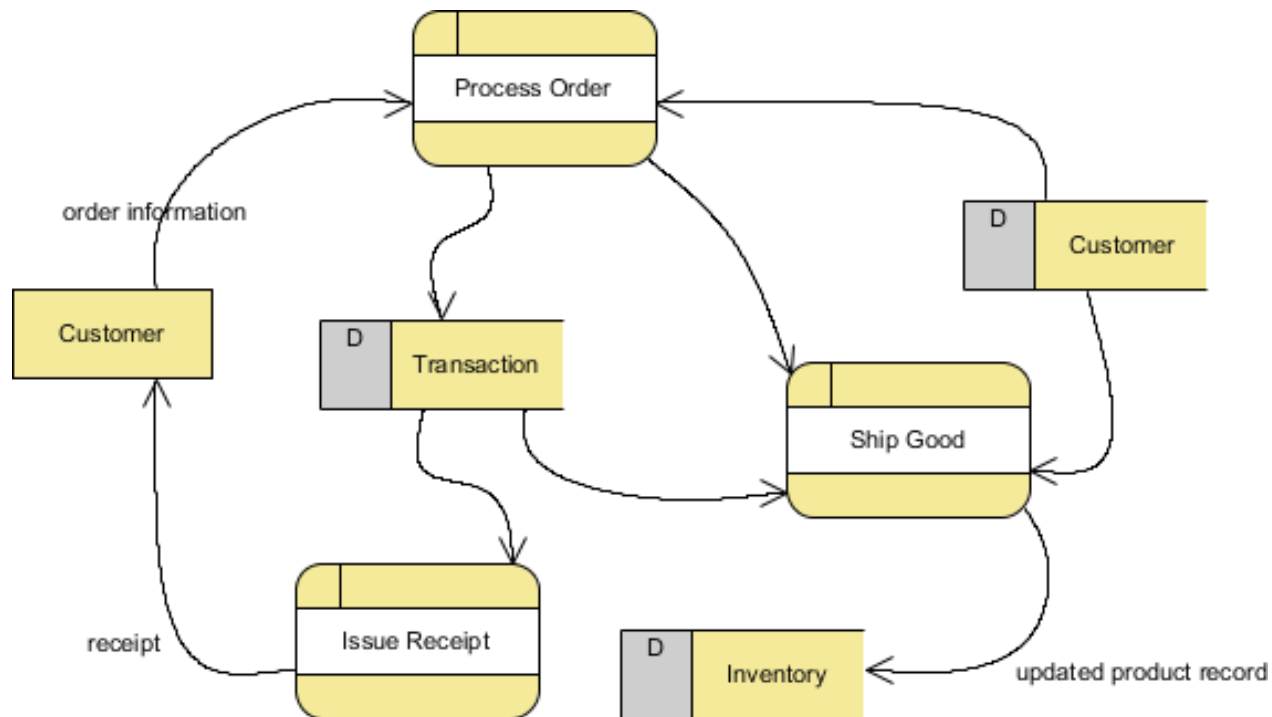 Process Order
order information
D
Customer
Customer
D
Transaction
Ship Good
Issue Receipt
receipt
D
Inventory
updated product record